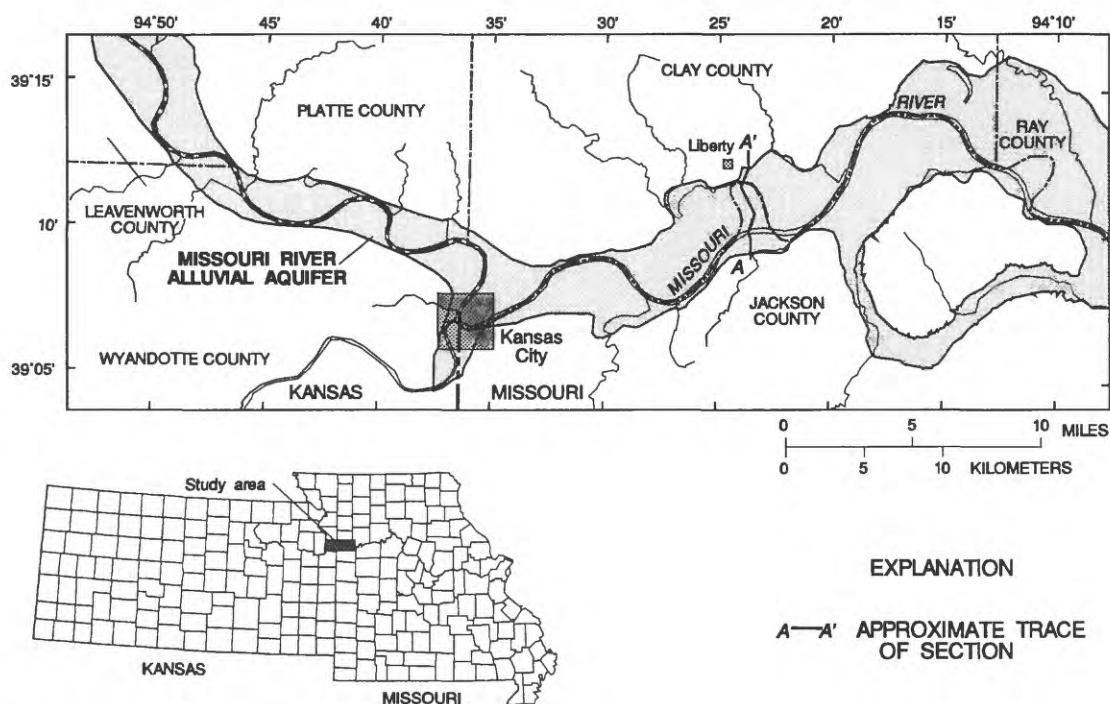 94°50' 45' 40' 35' 30' 25' 20' 15' 94°10'
39°15'
10'
39°05'
PLATTE COUNTY
CLAY COUNTY
RIVER
RAY
COUNTY
Liberty
A'
LEAVENWORTH
COUNTY
MISSOURI RIVER
ALLUVIAL AQUIFER
MISSOURI
A
JACKSON
COUNTY
Kansas
City
WYANDOTTE COUNTY
KANSAS
MISSOURI
0 5 10 MILES
0 5 10 KILOMETERS
Study area
KANSAS
MISSOURI
EXPLANATION
A—A' APPROXIMATE TRACE
OF SECTION